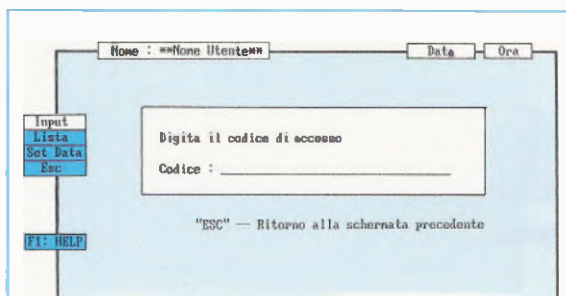 Nome : **Nome Utente** Data Ora
Input
Lista
Set Data
Esc
Digita il codice di accesso
Codice :
"ESC" — Ritorno alla schermata precedente
F1: HELP